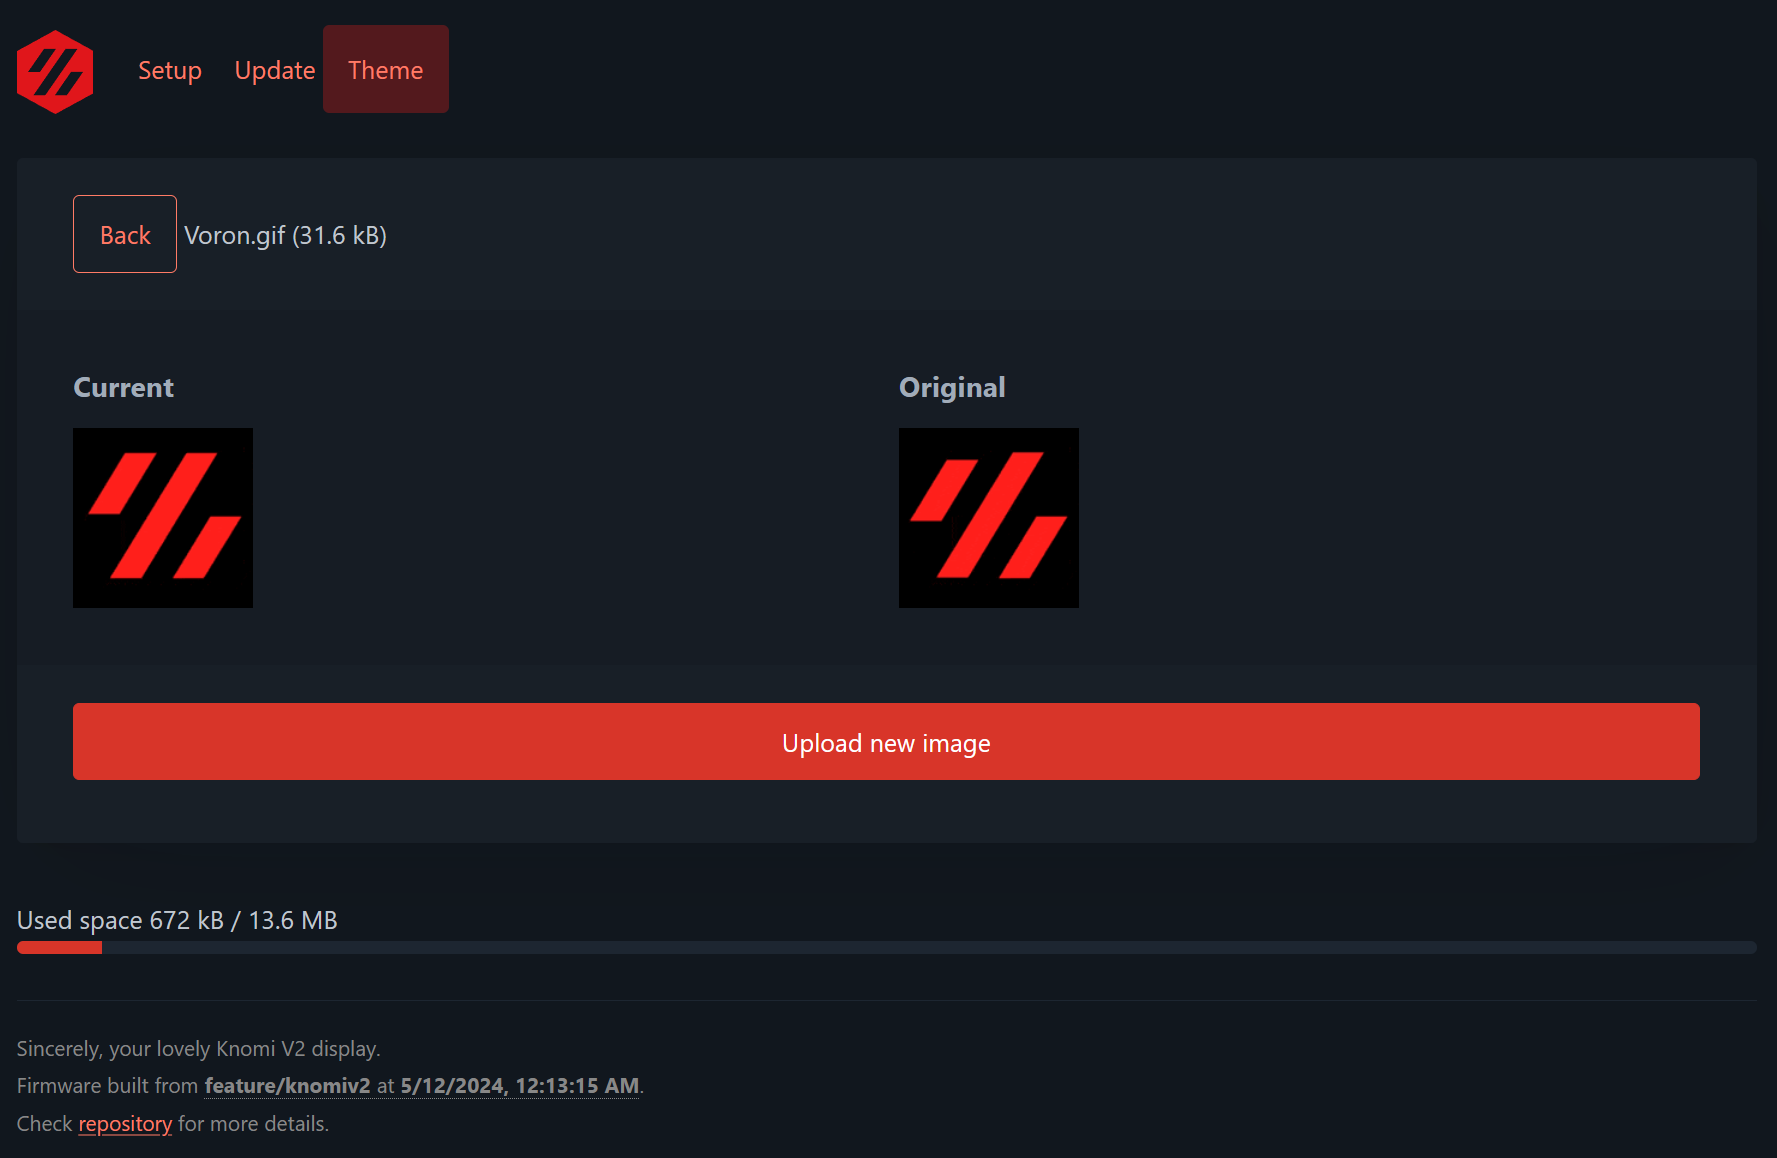 Setup Update Theme
Back Voron.gif (31.6 kB)
Current Original
Upload new image
Used space 672 kB / 13.6 MB
Sincerely, your lovely Knomi V2 display.
Firmware built from feature/knomiv2 at 5/12/2024, 12:13:15 AM.
Check repository for more details.